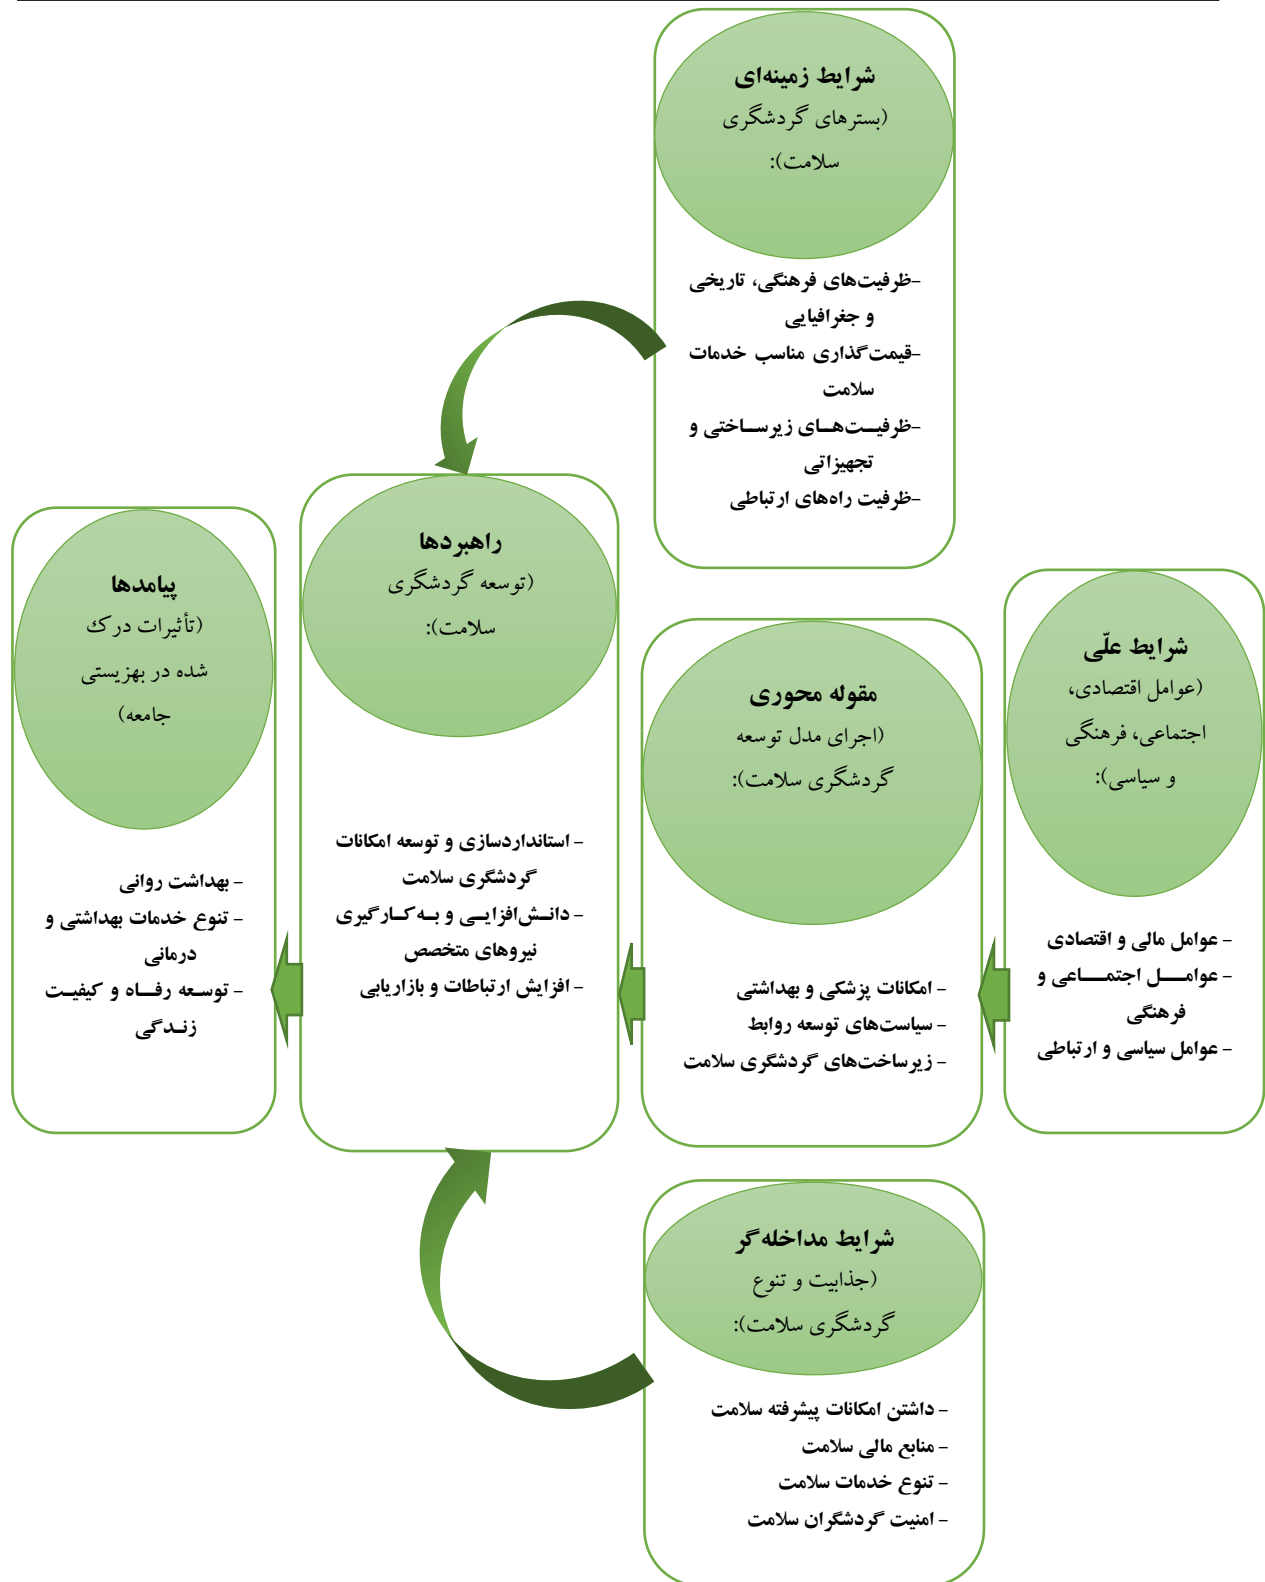 شرایط زمینه‌ای
(بسترهای گردشگری
سلامت):
-ظرفیت‌های فرهنگی، تاریخی
و جغرافیایی
-قیمت‌گذاری مناسب خدمات
سلامت
-ظرفیت‌های زیرساختی و
تجهیزاتی
-ظرفیت راه‌های ارتباطی
شرایط علّی
(عوامل اقتصادی،
اجتماعی، فرهنگی
و سیاسی):
- عوامل مالی و اقتصادی
- عوامل اجتماعی و
فرهنگی
- عوامل سیاسی و ارتباطی
مقوله محوری
(اجرای مدل توسعه
گردشگری سلامت):
- امکانات پزشکی و بهداشتی
- سیاست‌های توسعه روابط
- زیرساخت‌های گردشگری سلامت
راهبردها
(توسعه گردشگری
سلامت):
- استانداردسازی و توسعه امکانات
گردشگری سلامت
- دانش‌افزایی و به‌کارگیری
نیروهای متخصص
- افزایش ارتباطات و بازاریابی
پیامدها
(تأثیرات درک
شده در بهزیستی
جامعه)
- بهداشت روانی
- تنوع خدمات بهداشتی و
درمانی
- توسعه رفاه و کیفیت
زندگی
شرایط مداخله‌گر
(جذابیت و تنوع
گردشگری سلامت):
- داشتن امکانات پیشرفته سلامت
- منابع مالی سلامت
- تنوع خدمات سلامت
- امنیت گردشگران سلامت